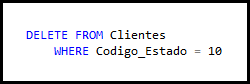 DELETE FROM Clientes
WHERE Codigo_Estado = 10